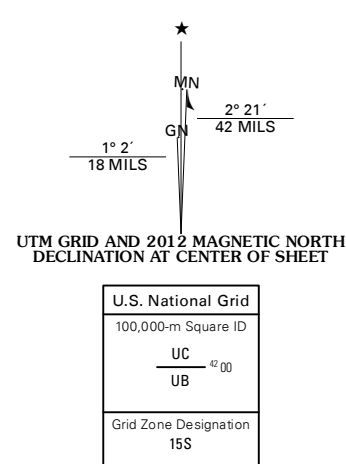 ★
MN
2° 21´
42 MILS
GN
1° 2´
18 MILS
UTM GRID AND 2012 MAGNETIC NORTH
DECLINATION AT CENTER OF SHEET
U.S. National Grid
100,000-m Square ID
UC
42 00
UB
Grid Zone Designation
15S